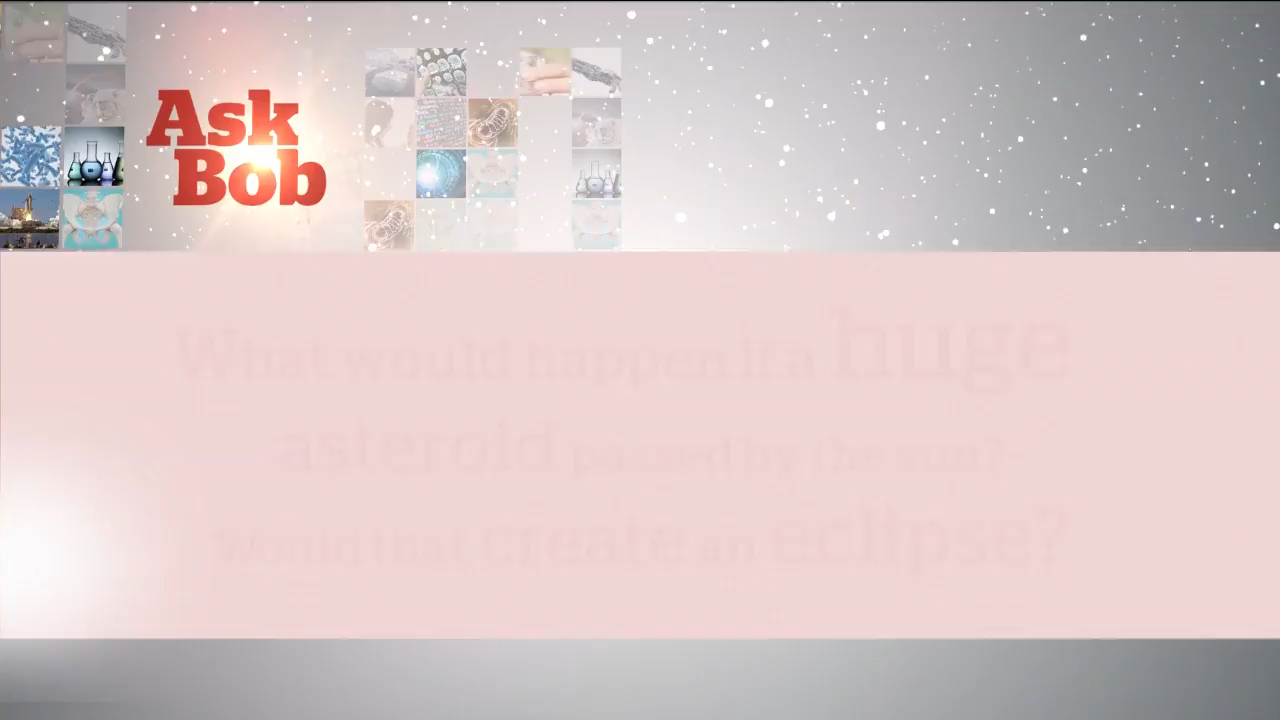 Ask
Bob
What would happen if a huge
asteroid passed by the sun?
Would that create an eclipse?